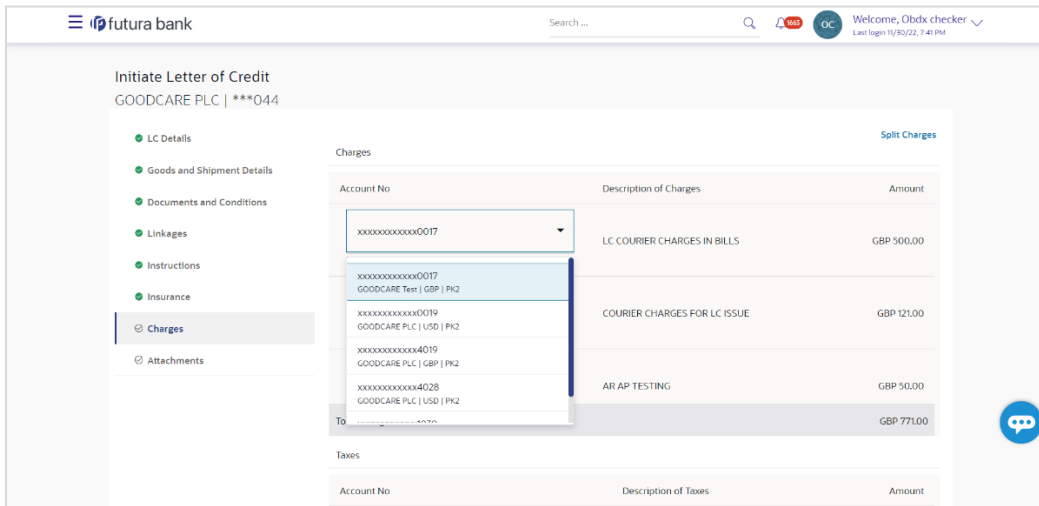 futura bank
Search ...
1663
OC
Welcome, Obdx checker
Last login 11/30/22, 7:41 PM
Initiate Letter of Credit
GOODCARE PLC | ***044
LC Details
Goods and Shipment Details
Documents and Conditions
Linkages
Instructions
Insurance
Charges
Attachments
Split Charges
Charges
Account No Description of Charges Amount
xxxxxxxxxxxx0017
LC COURIER CHARGES IN BILLS GBP 500.00
xxxxxxxxxxxx0017
GOODCARE Test | GBP | PK2
xxxxxxxxxxxx0019
GOODCARE PLC | USD | PK2
COURIER CHARGES FOR LC ISSUE GBP 121.00
xxxxxxxxxxxx4019
GOODCARE PLC | GBP | PK2
xxxxxxxxxxxx4028
GOODCARE PLC | USD | PK2
AR AP TESTING GBP 50.00
To GBP 771.00
Taxes
Account No Description of Taxes Amount